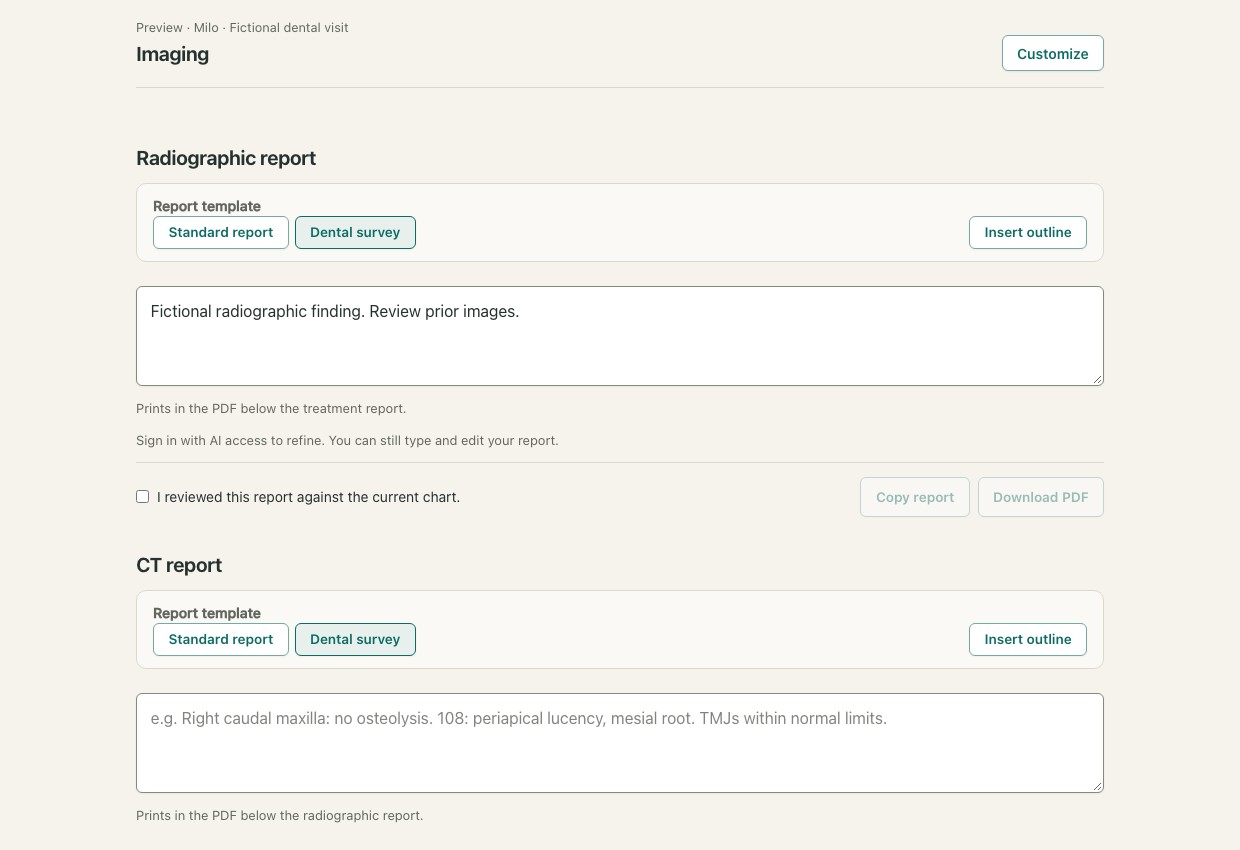 Preview · Milo · Fictional dental visit
Imaging
Customize
Radiographic report
Report template
Standard report
Dental survey
Insert outline
Fictional radiographic finding. Review prior images.
Prints in the PDF below the treatment report.
Sign in with AI access to refine. You can still type and edit your report.
I reviewed this report against the current chart.
Copy report
Download PDF
CT report
Report template
Standard report
Dental survey
Insert outline
e.g. Right caudal maxilla: no osteolysis. 108: periapical lucency, mesial root. TMJs within normal limits.
Prints in the PDF below the radiographic report.